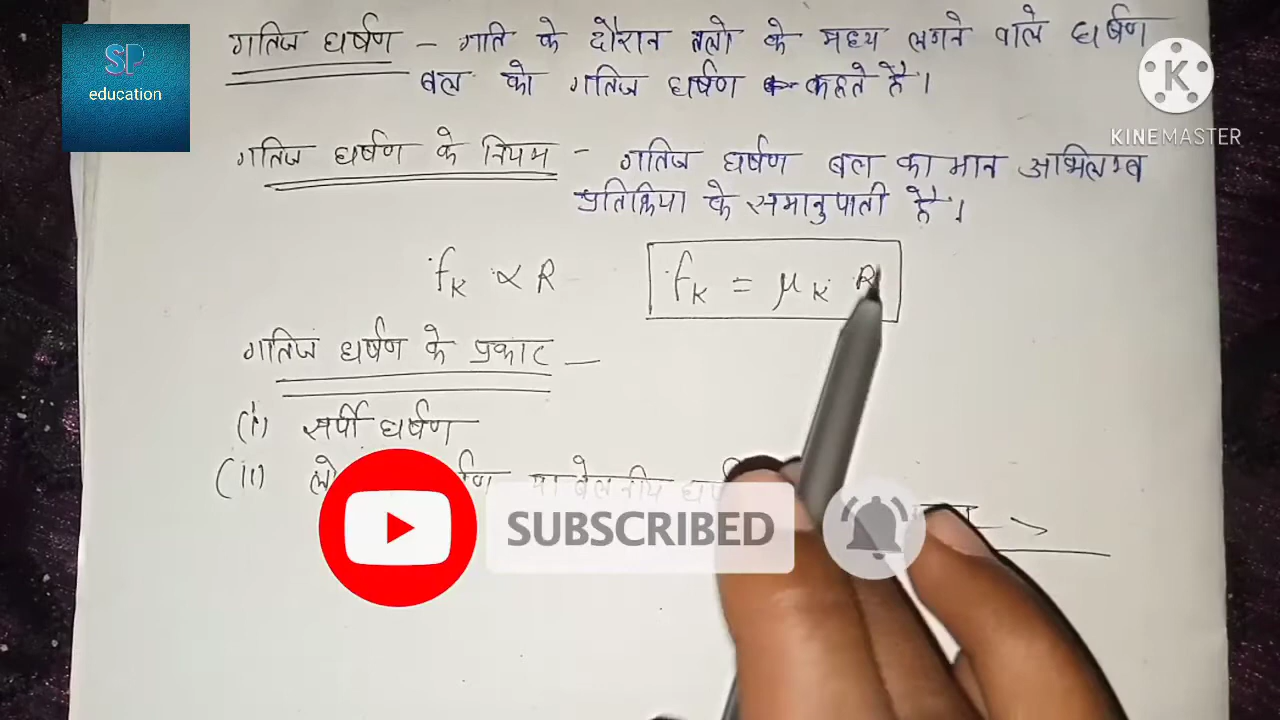 SP
education
गतिज घर्षण – गति के दौरान तलो के मध्य लगने वाले घर्षण
बल को गतिज घर्षण कहते है।
KINEMASTER
गतिज घर्षण के नियम – गतिज घर्षण बल का मान अभिलम्ब
प्रतिक्रिया के समानुपाती है।
fK ∝ R
fK = μK R
गतिज घर्षण के प्रकार –
(i) सर्पी घर्षण
(ii) या बेलनीय
SUBSCRIBED